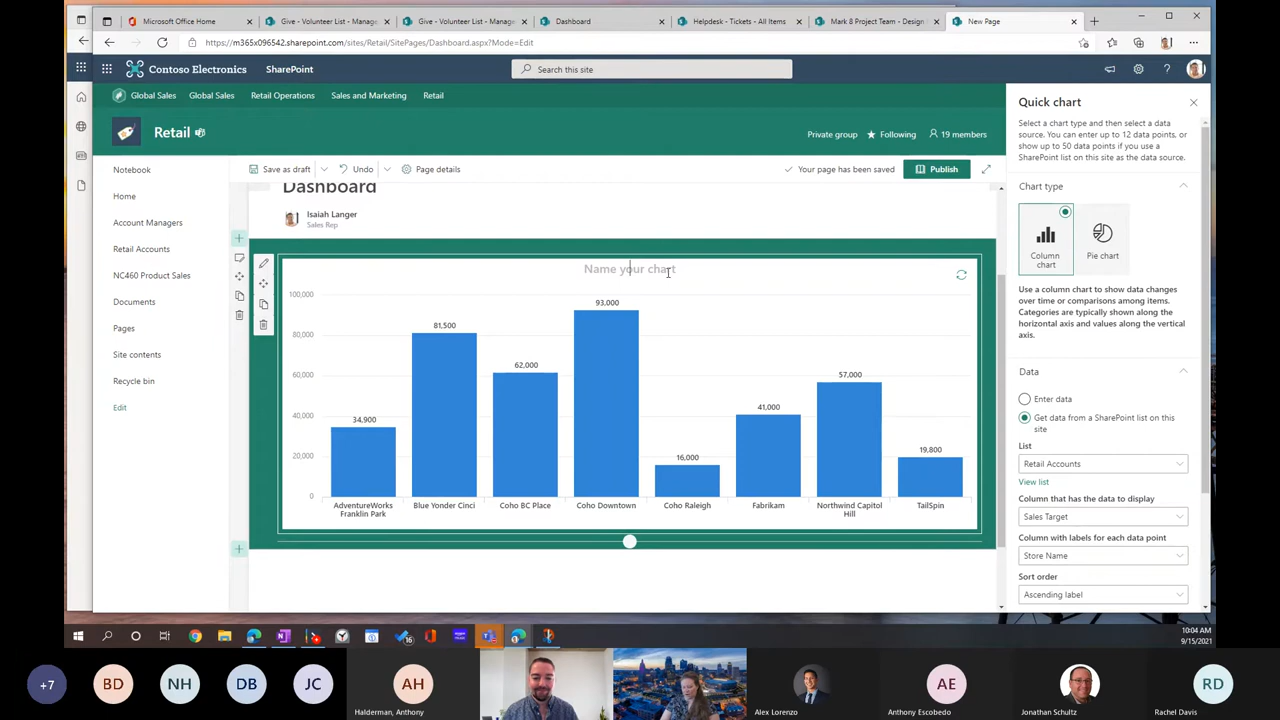 Microsoft Office Home
Give - Volunteer List - Manage
Give - Volunteer List - Manage
Dashboard
Helpdesk - Tickets - All Items
Mark 8 Project Team - Design
New Page
https://m365x096542.sharepoint.com/sites/Retail/SitePages/Dashboard.aspx?Mode=Edit
Contoso Electronics
SharePoint
Search this site
Global Sales
Global Sales
Retail Operations
Sales and Marketing
Retail
Retail
Private group
Following
19 members
Notebook
Home
Account Managers
Retail Accounts
NC460 Product Sales
Documents
Pages
Site contents
Recycle bin
Edit
Save as draft
Undo
Page details
Your page has been saved
Publish
Dashboard
Isaiah Langer
Sales Rep
Name your chart
100,000
80,000
60,000
40,000
20,000
0
34,900
81,500
62,000
93,000
16,000
41,000
57,000
19,800
AdventureWorks
Franklin Park
Blue Yonder Cinci
Coho BC Place
Coho Downtown
Coho Raleigh
Fabrikam
Northwind Capitol
Hill
TailSpin
Quick chart
Select a chart type and then select a data
source. You can enter up to 12 data points, or
show up to 50 data points if you use a
SharePoint list on this site as the data source.
Chart type
Column
chart
Pie chart
Use a column chart to show data changes
over time or comparisons among items.
Categories are typically shown along the
horizontal axis and values along the vertical
axis.
Data
Enter data
Get data from a SharePoint list on this
site
List
Retail Accounts
View list
Column that has the data to display
Sales Target
Column with labels for each data point
Store Name
Sort order
Ascending label
16
10:04 AM
9/15/2021
+7
BD
NH
DB
JC
AH
Halderman, Anthony
Alex Lorenzo
AE
Anthony Escobedo
Jonathan Schultz
RD
Rachel Davis